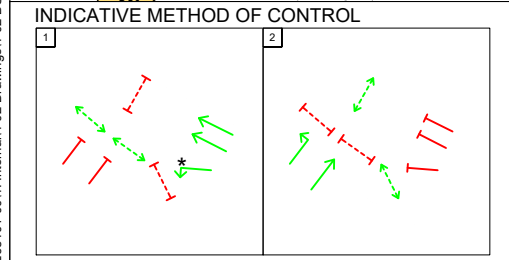 INDICATIVE METHOD OF CONTROL
1
2
*